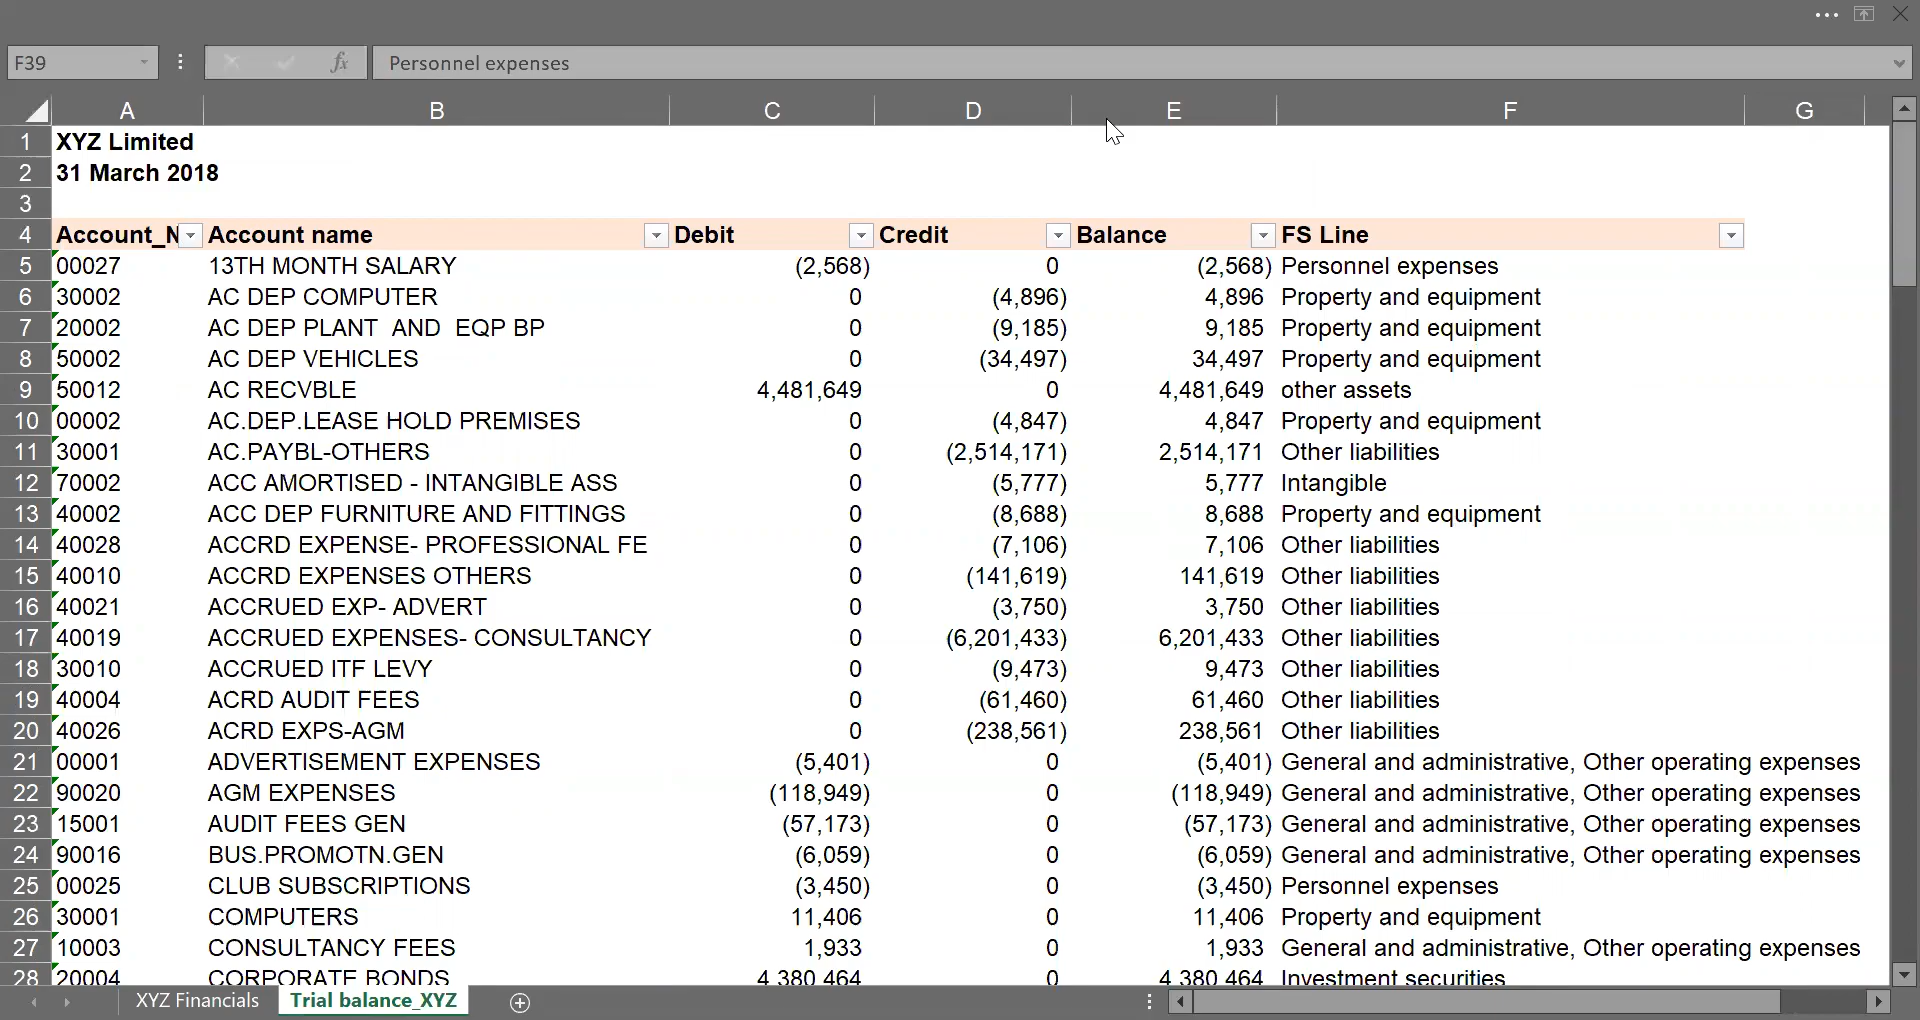 F39 fx Personnel expenses
A B C D E F G
1 XYZ Limited
2 31 March 2018
3
4 Account_N Account name Debit Credit Balance FS Line
5 00027 13TH MONTH SALARY (2,568) 0 (2,568) Personnel expenses
6 30002 AC DEP COMPUTER 0 (4,896) 4,896 Property and equipment
7 20002 AC DEP PLANT  AND  EQP BP 0 (9,185) 9,185 Property and equipment
8 50002 AC DEP VEHICLES 0 (34,497) 34,497 Property and equipment
9 50012 AC RECVBLE 4,481,649 0 4,481,649 other assets
10 00002 AC.DEP.LEASE HOLD PREMISES 0 (4,847) 4,847 Property and equipment
11 30001 AC.PAYBL-OTHERS 0 (2,514,171) 2,514,171 Other liabilities
12 70002 ACC AMORTISED - INTANGIBLE ASS 0 (5,777) 5,777 Intangible
13 40002 ACC DEP FURNITURE AND FITTINGS 0 (8,688) 8,688 Property and equipment
14 40028 ACCRD EXPENSE- PROFESSIONAL FE 0 (7,106) 7,106 Other liabilities
15 40010 ACCRD EXPENSES OTHERS 0 (141,619) 141,619 Other liabilities
16 40021 ACCRUED EXP- ADVERT 0 (3,750) 3,750 Other liabilities
17 40019 ACCRUED EXPENSES- CONSULTANCY 0 (6,201,433) 6,201,433 Other liabilities
18 30010 ACCRUED ITF LEVY 0 (9,473) 9,473 Other liabilities
19 40004 ACRD AUDIT FEES 0 (61,460) 61,460 Other liabilities
20 40026 ACRD EXPS-AGM 0 (238,561) 238,561 Other liabilities
21 00001 ADVERTISEMENT EXPENSES (5,401) 0 (5,401) General and administrative, Other operating expenses
22 90020 AGM EXPENSES (118,949) 0 (118,949) General and administrative, Other operating expenses
23 15001 AUDIT FEES GEN (57,173) 0 (57,173) General and administrative, Other operating expenses
24 90016 BUS.PROMOTN.GEN (6,059) 0 (6,059) General and administrative, Other operating expenses
25 00025 CLUB SUBSCRIPTIONS (3,450) 0 (3,450) Personnel expenses
26 30001 COMPUTERS 11,406 0 11,406 Property and equipment
27 10003 CONSULTANCY FEES 1,933 0 1,933 General and administrative, Other operating expenses
28 20004 CORPORATE BONDS 4,380,464 0 4,380,464 Investment securities
XYZ Financials Trial balance_XYZ